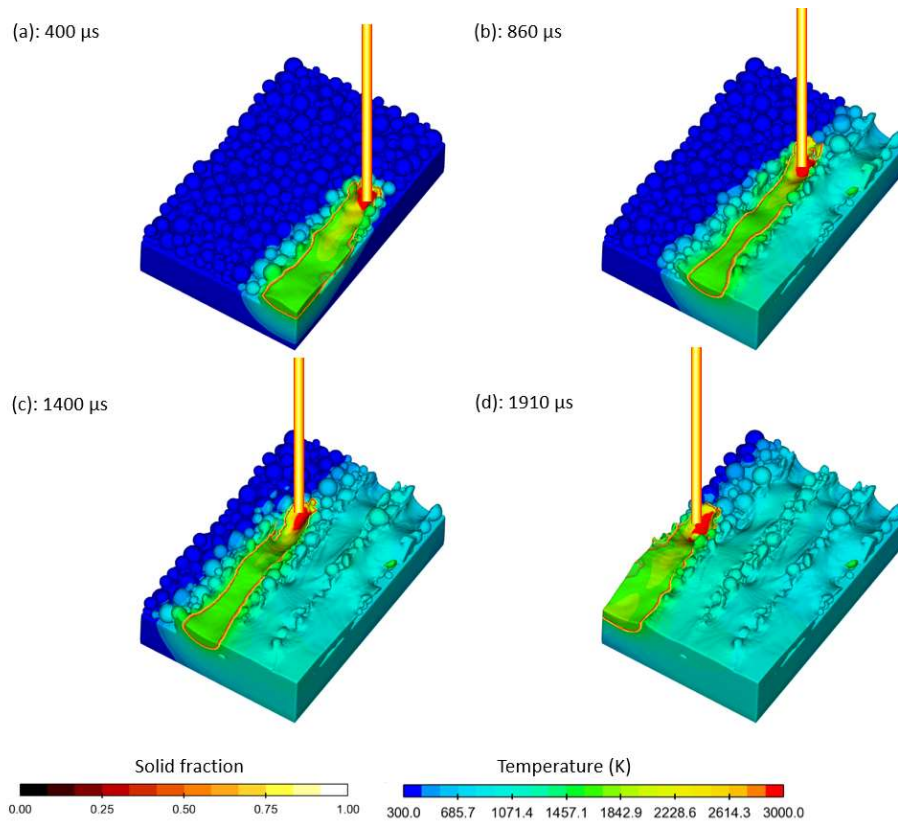 (a): 400 μs
(b): 860 μs
(c): 1400 μs
(d): 1910 μs
Solid fraction
0.00 0.25 0.50 0.75 1.00
Temperature (K)
300.0 685.7 1071.4 1457.1 1842.9 2228.6 2614.3 3000.0